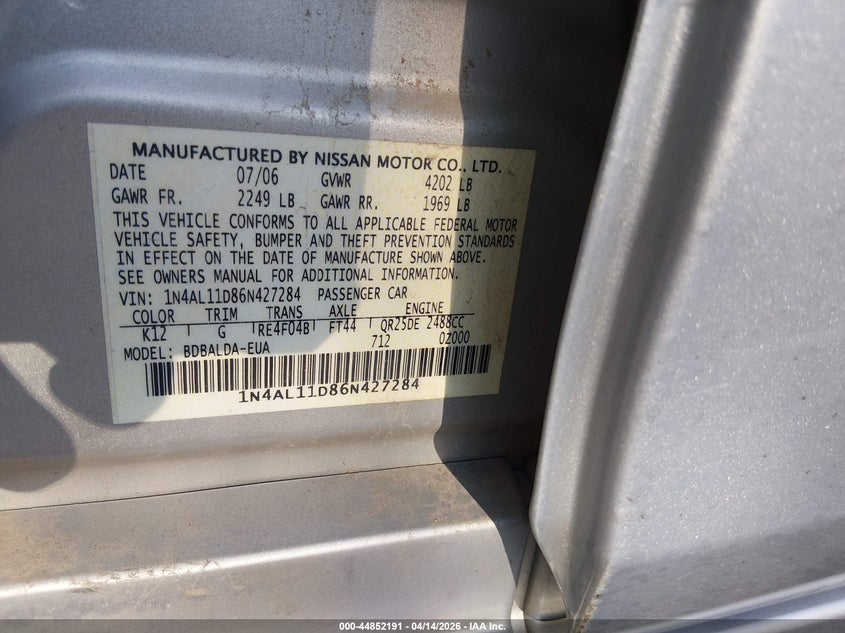 MANUFACTURED BY NISSAN MOTOR CO., LTD.
DATE 07/06 GVWR 4202 LB
GAWR FR. 2249 LB GAWR RR. 1969 LB
THIS VEHICLE CONFORMS TO ALL APPLICABLE FEDERAL MOTOR
VEHICLE SAFETY, BUMPER AND THEFT PREVENTION STANDARDS
IN EFFECT ON THE DATE OF MANUFACTURE SHOWN ABOVE.
SEE OWNERS MANUAL FOR ADDITIONAL INFORMATION.
VIN: 1N4AL11D86N427284 PASSENGER CAR
COLOR TRIM TRANS AXLE ENGINE
K12 G RE4F04B FT44 QR25DE 2488CC
MODEL: BDBALDA-EUA 712 02000
1N4AL11D86N427284
000-44852191 - 04/14/2026 - IAA Inc.